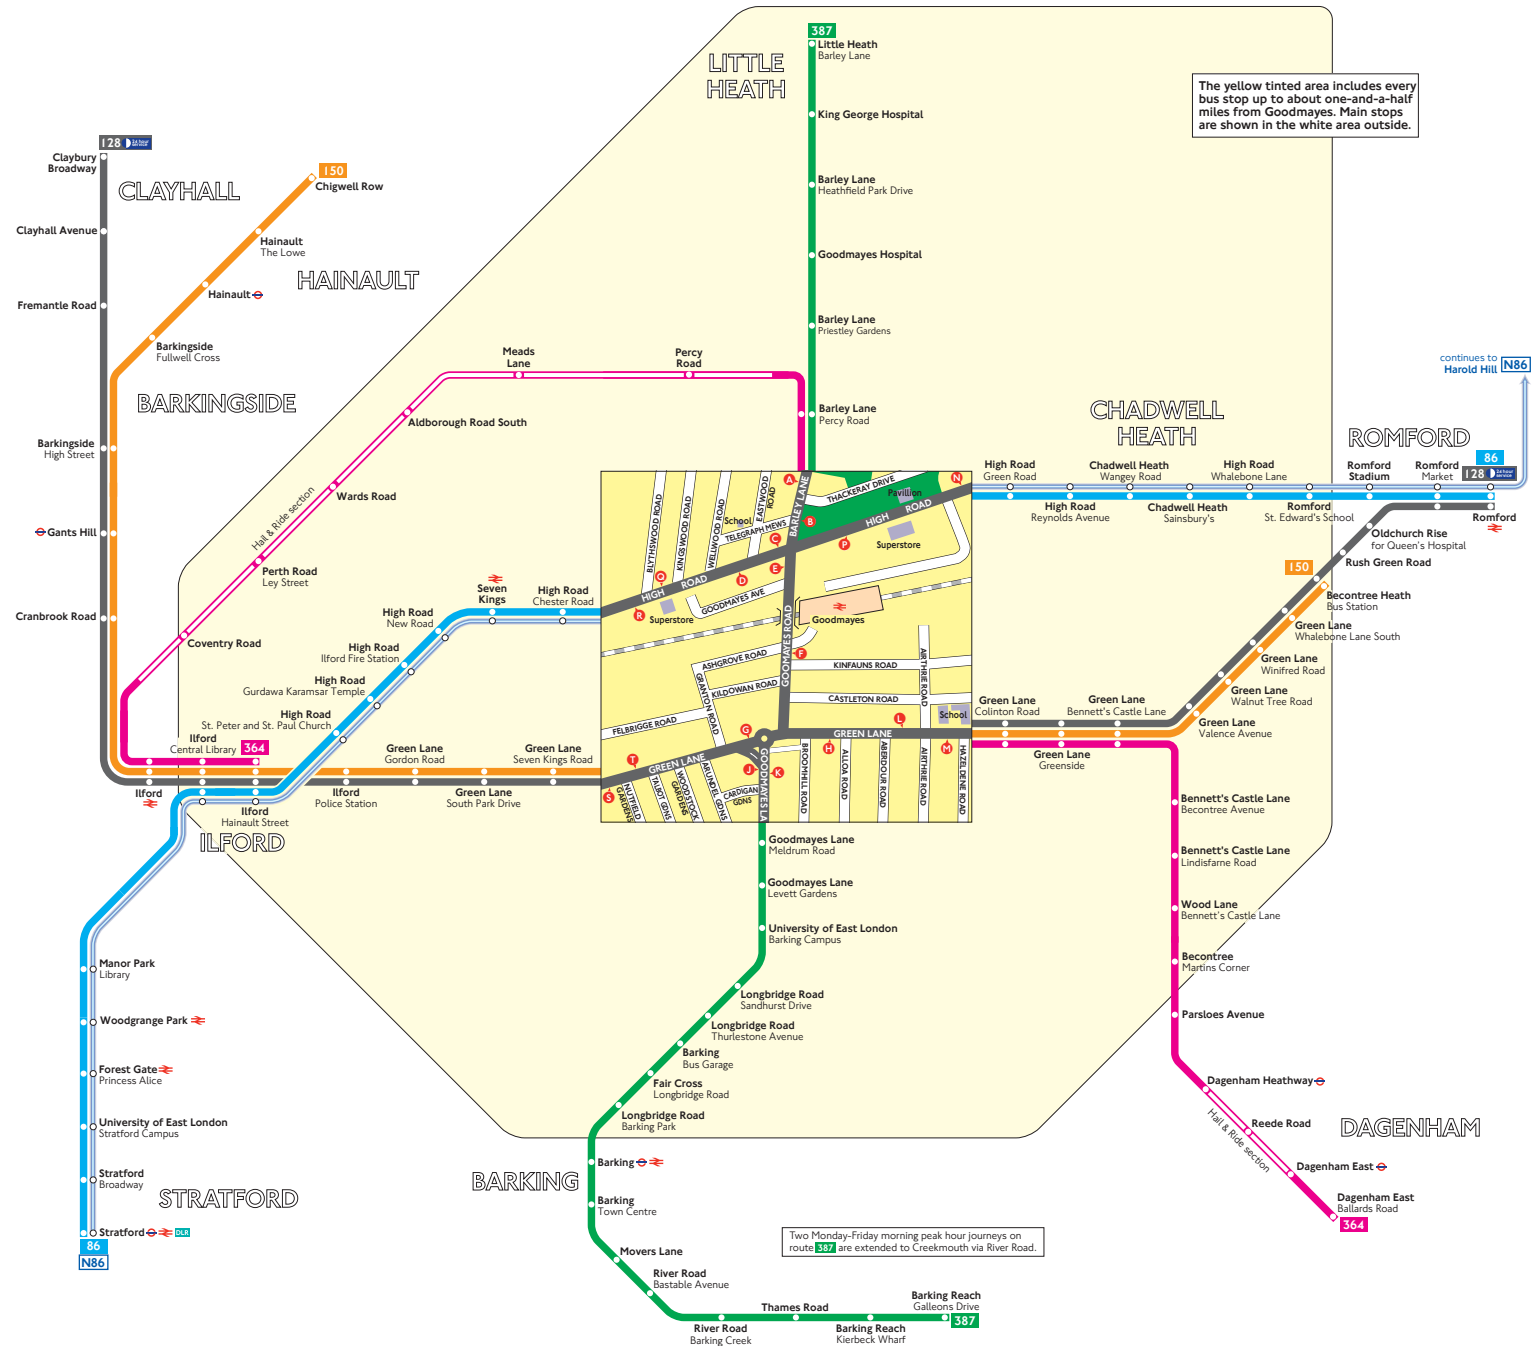 387
Little Heath
Barley Lane
LITTLE
HEATH
King George Hospital
Barley Lane
Heathfield Park Drive
Goodmayes Hospital
Barley Lane
Priestley Gardens
Barley Lane
Percy Road
The yellow tinted area includes every
bus stop up to about one-and-a-half
miles from Goodmayes. Main stops
are shown in the white area outside.
128 24 hour service
Claybury
Broadway
CLAYHALL
Clayhall Avenue
Fremantle Road
150
Chigwell Row
Hainault
The Lowe
HAINAULT
Hainault
Barkingside
Fullwell Cross
BARKINGSIDE
Barkingside
High Street
Gants Hill
Cranbrook Road
Meads
Lane
Percy
Road
Aldborough Road South
Wards Road
Hail & Ride section
Perth Road
Ley Street
Coventry Road
Seven
Kings
High Road
Chester Road
High Road
New Road
High Road
Ilford Fire Station
High Road
Gurdawa Karamsar Temple
High Road
St. Peter and St. Paul Church
Ilford
Central Library
364
Ilford
Ilford
Hainault Street
ILFORD
Green Lane
Gordon Road
Green Lane
Seven Kings Road
Ilford
Police Station
Green Lane
South Park Drive
Manor Park
Library
Woodgrange Park
Forest Gate
Princess Alice
University of East London
Stratford Campus
Stratford
Broadway
STRATFORD
Stratford
DLR
86
N86
CHADWELL
HEATH
ROMFORD
continues to
Harold Hill
N86
86
128 24 hour service
High Road
Green Road
Chadwell Heath
Wangey Road
High Road
Whalebone Lane
Romford
Stadium
Romford
Market
High Road
Reynolds Avenue
Chadwell Heath
Sainsbury's
Romford
St. Edward's School
Romford
Oldchurch Rise
for Queen's Hospital
Rush Green Road
150
Becontree Heath
Bus Station
Green Lane
Whalebone Lane South
Green Lane
Winifred Road
Green Lane
Walnut Tree Road
Green Lane
Valence Avenue
Green Lane
Colinton Road
Green Lane
Bennett's Castle Lane
Green Lane
Greenside
Bennett's Castle Lane
Becontree Avenue
Bennett's Castle Lane
Lindisfarne Road
Wood Lane
Bennett's Castle Lane
Becontree
Martins Corner
Parsloes Avenue
Dagenham Heathway
Reede Road
Hail & Ride section
Dagenham East
DAGENHAM
Dagenham East
Ballards Road
364
BLYTHSWOOD ROAD
KINGSWOOD ROAD
WELLWOOD ROAD
EASTWOOD
ROAD
School
TELEGRAPH MEWS
BARLEY LANE
THACKERAY DRIVE
Pavillion
HIGH ROAD
Superstore
HIGH ROAD
Superstore
GOODMAYES AVE
Goodmayes
GOOMAYES ROAD
ASHGROVE ROAD
KILDOWAN ROAD
GRANTON ROAD
FELBRIGGE ROAD
KINFAUNS ROAD
CASTLETON ROAD
AIRTHRIE ROAD
School
GREEN LANE
GREEN LANE
NUTFIELD
GARDENS
TALBOT GDNS
WOODSTOCK
GARDENS
ARUNDEL GDNS
CARDIGAN
GDNS
GOODMAYES LA
BROOMHILL ROAD
ALLOA ROAD
ABERDOUR ROAD
AIRTHRIE ROAD
HAZELDENE ROAD
A
B
C
D
E
F
G
H
J
K
L
M
N
P
Q
R
S
T
Goodmayes Lane
Meldrum Road
Goodmayes Lane
Levett Gardens
University of East London
Barking Campus
Longbridge Road
Sandhurst Drive
Longbridge Road
Thurlestone Avenue
Barking
Bus Garage
Fair Cross
Longbridge Road
Longbridge Road
Barking Park
BARKING
Barking
Barking
Town Centre
Movers Lane
River Road
Bastable Avenue
River Road
Barking Creek
Thames Road
Barking Reach
Kierbeck Wharf
Barking Reach
Galleons Drive
387
Two Monday-Friday morning peak hour journeys on
route 387 are extended to Creekmouth via River Road.